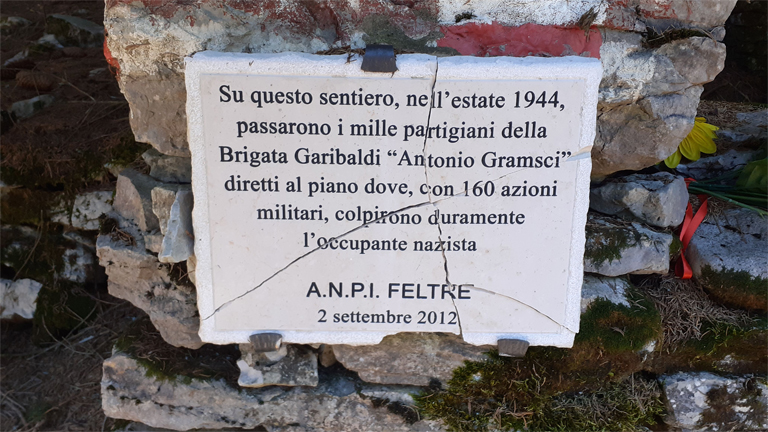 Su questo sentiero, nell'estate 1944,
passarono i mille partigiani della
Brigata Garibaldi “Antonio Gramsci”
diretti al piano dove, con 160 azioni
militari, colpirono duramente
l'occupante nazista
A.N.P.I. FELTRE
2 settembre 2012